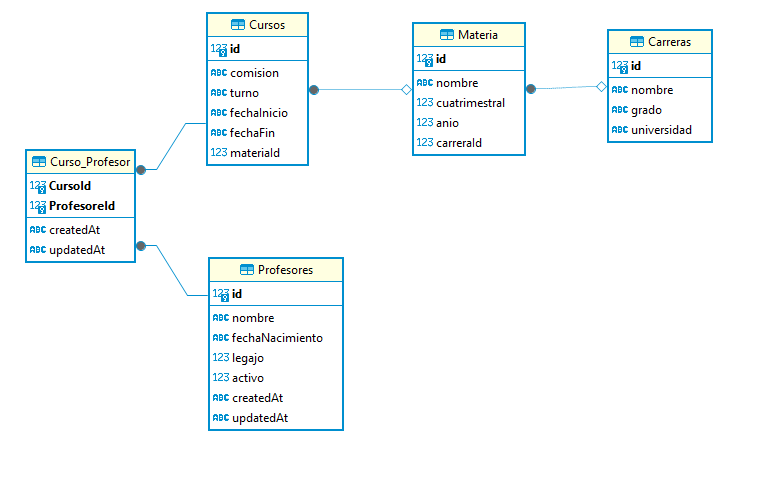 Cursos
123 id
ABC comision
ABC turno
ABC fechaInicio
ABC fechaFin
123 materiaId
Materia
123 id
ABC nombre
123 cuatrimestral
123 anio
123 carreraId
Carreras
123 id
ABC nombre
ABC grado
ABC universidad
Curso_Profesor
123 CursoId
123 ProfesoreId
ABC createdAt
ABC updatedAt
Profesores
123 id
ABC nombre
ABC fechaNacimiento
123 legajo
123 activo
ABC createdAt
ABC updatedAt